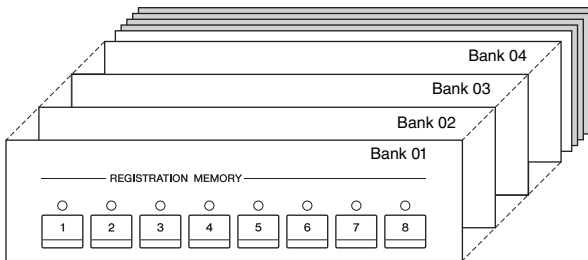 Bank 04
Bank 03
Bank 02
Bank 01
REGISTRATION MEMORY
1 2 3 4 5 6 7 8